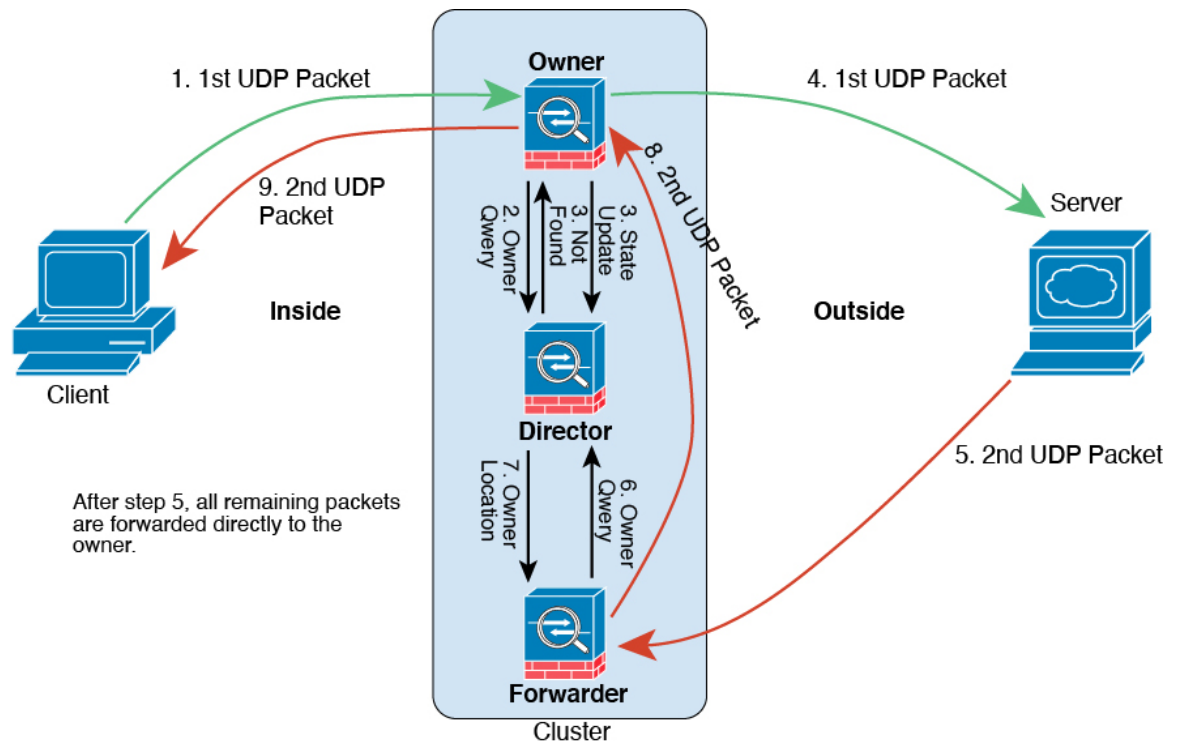 Owner
1. 1st UDP Packet
4. 1st UDP Packet
9. 2nd UDP
Packet
2. Owner
Qwery
3. Not
Found
3. State
Update
8. 2nd UDP Packet
Server
Inside
Outside
Client
Director
5. 2nd UDP Packet
7. Owner
Location
6. Owner
Qwery
After step 5, all remaining packets
are forwarded directly to the
owner.
Forwarder
Cluster